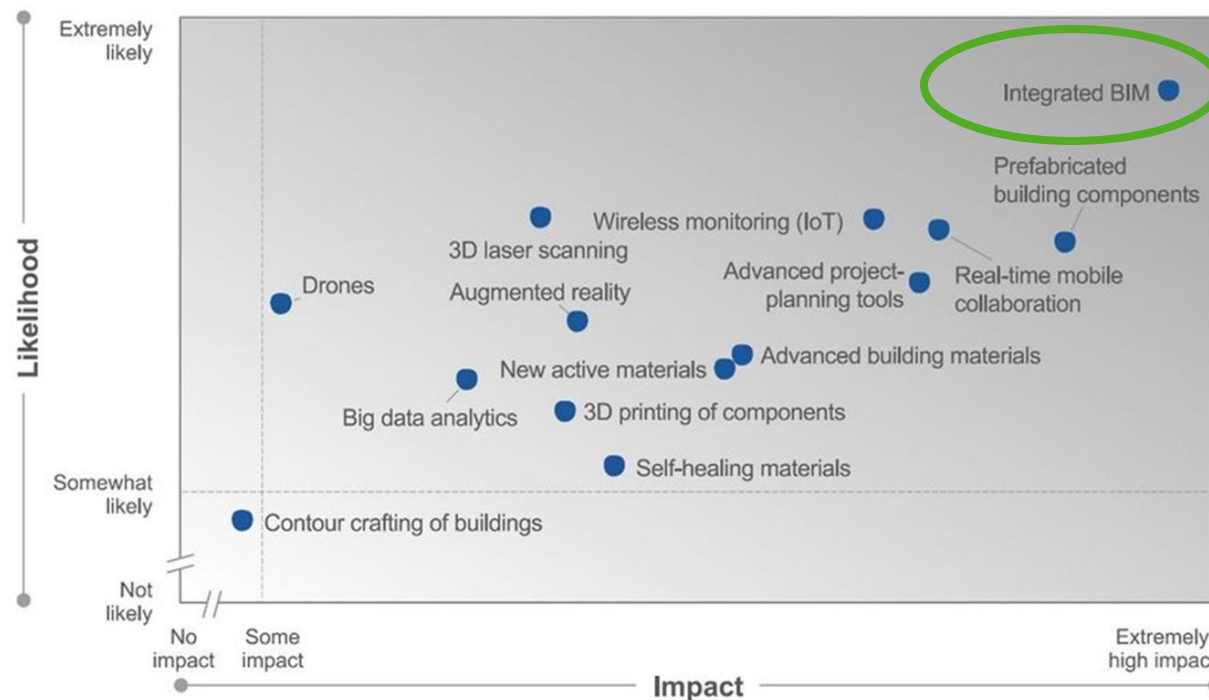 Extremely
likely
Integrated BIM
Prefabricated
building components
Wireless monitoring (IoT)
3D laser scanning
Advanced project-
planning tools
Real-time mobile
collaboration
Drones
Augmented reality
New active materials
Advanced building materials
Big data analytics
3D printing of components
Self-healing materials
Somewhat
likely
Contour crafting of buildings
Not
likely
Likelihood
No
impact
Some
impact
Extremely
high impac
Impact